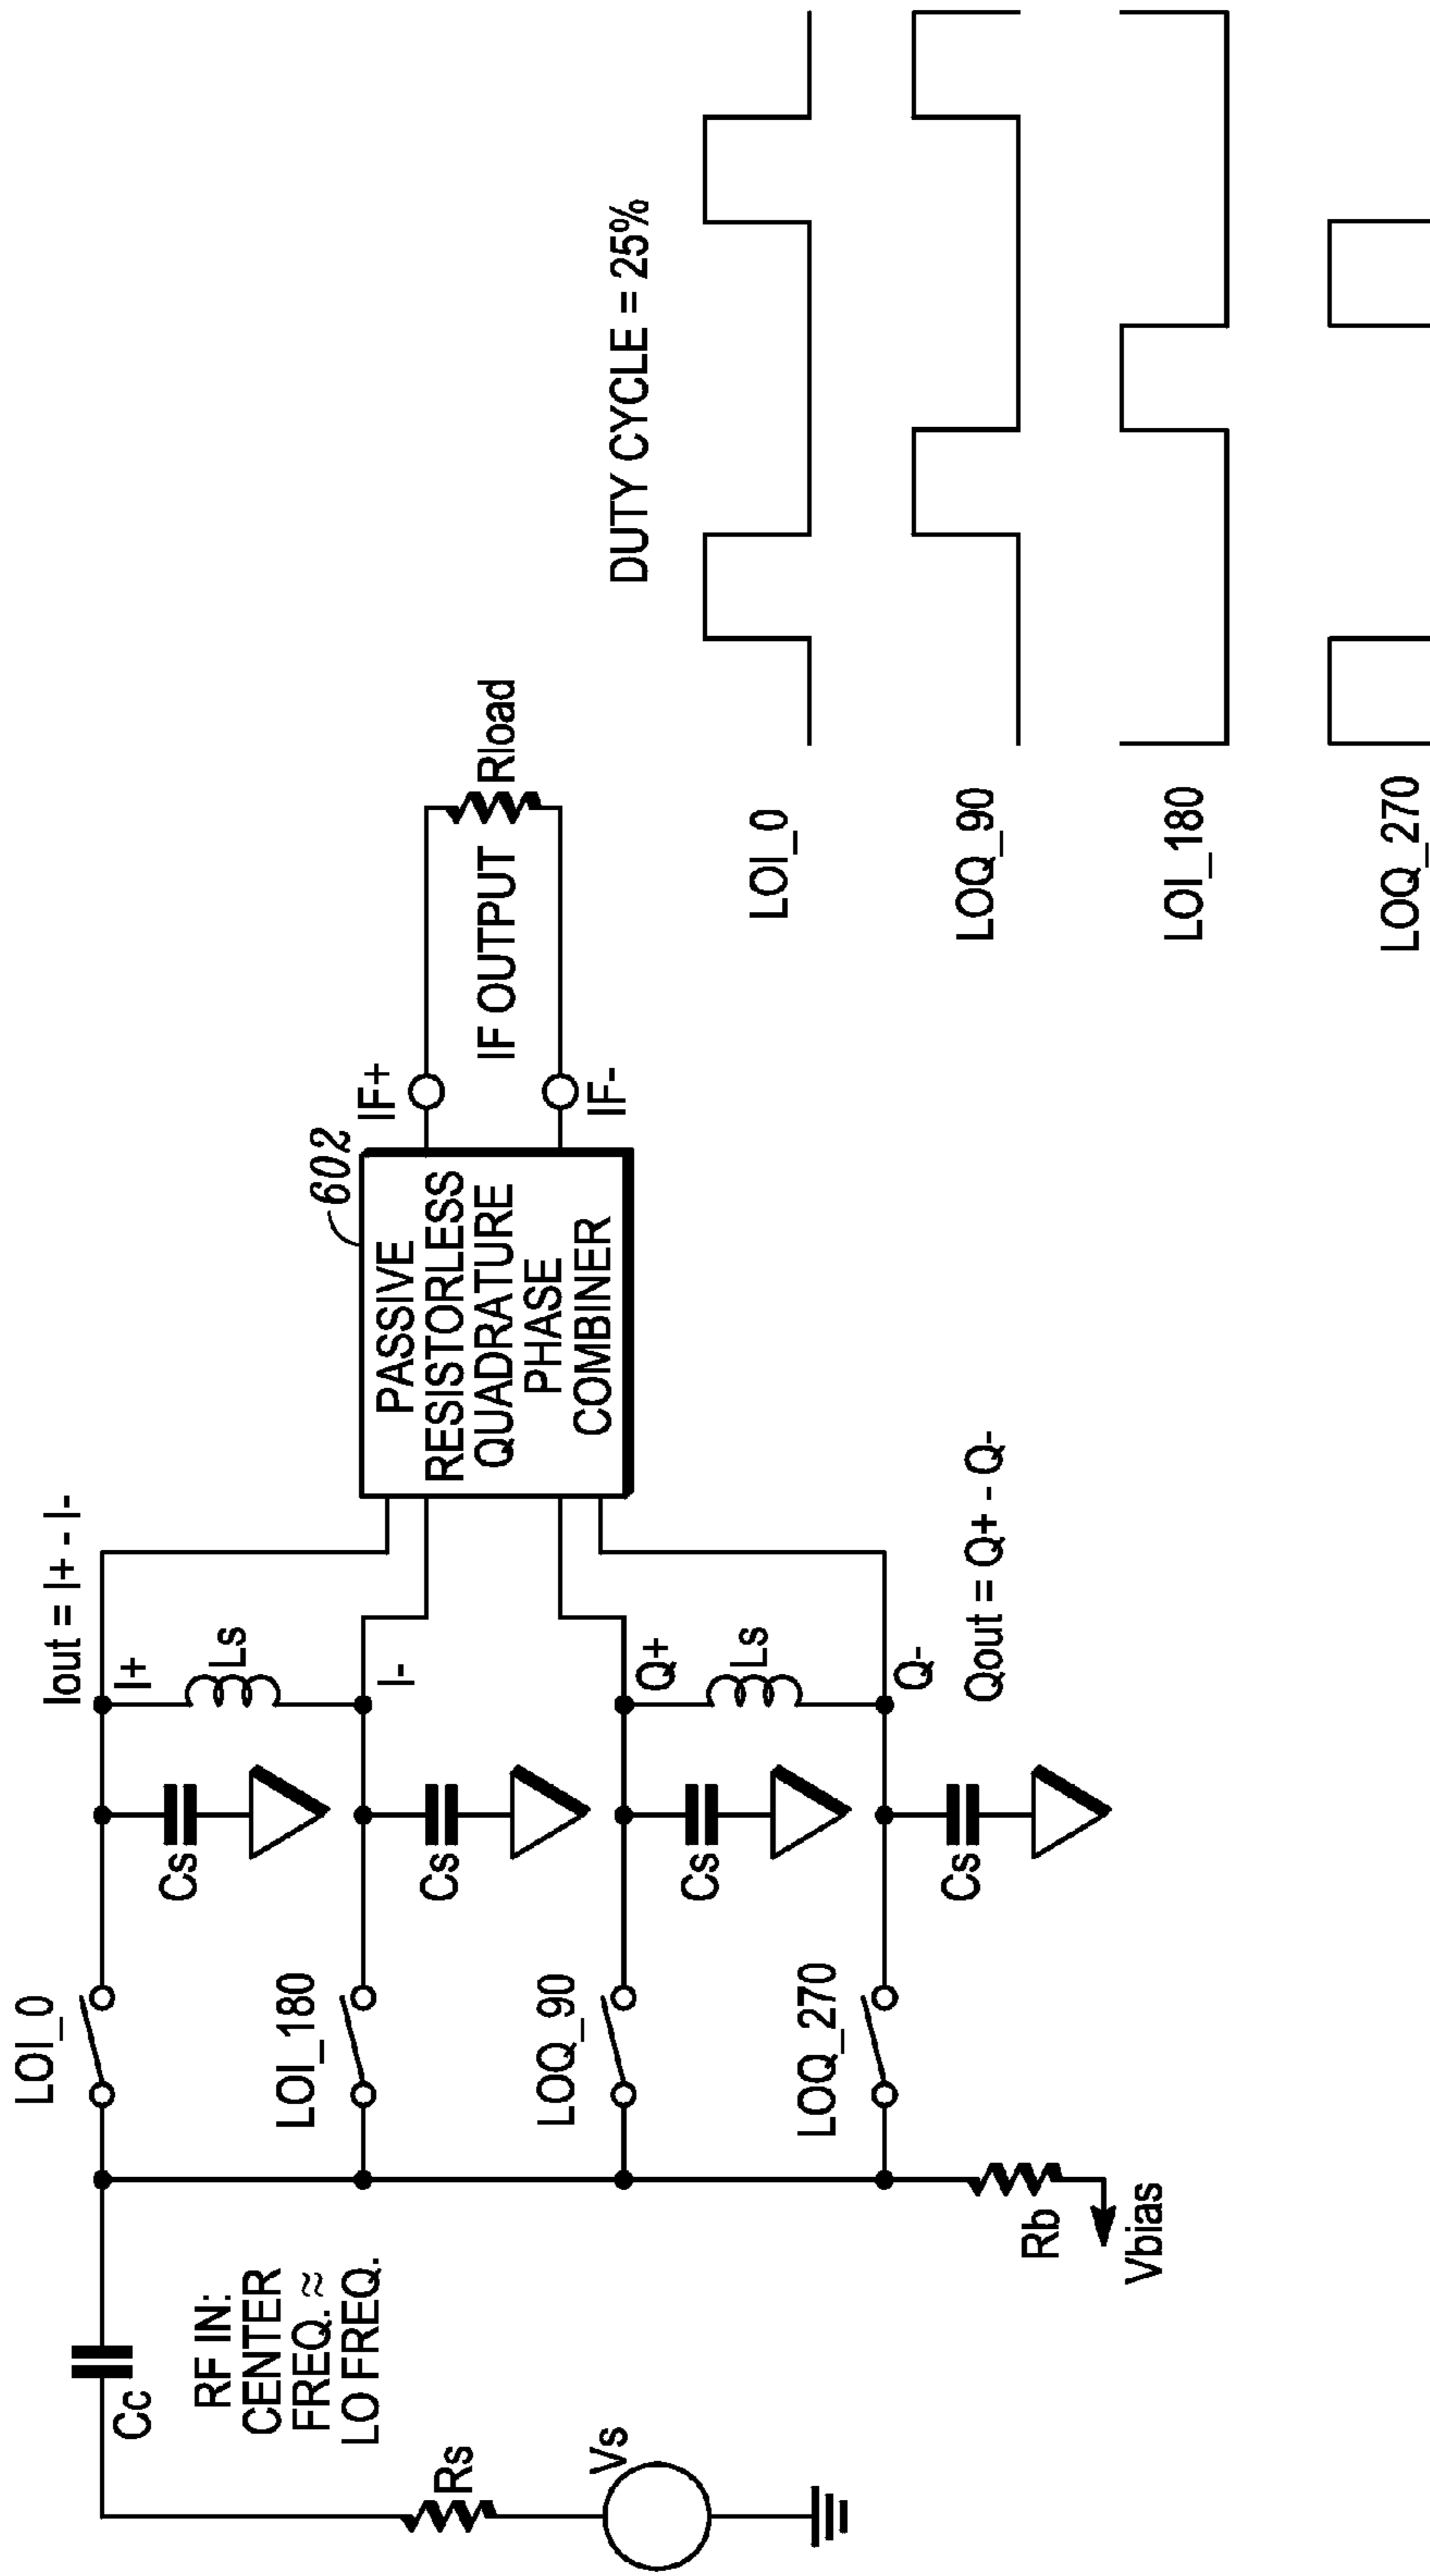 Iout = I+ - I-
LOI_0
I+
Cc
Cs
Ls
RF IN:
CENTER
FREQ. ≈
LO FREQ.
LOI_180
I-
Cs
602
PASSIVE
RESISTORLESS
QUADRATURE
PHASE
COMBINER
IF+
IF OUTPUT
IF-
Rload
Rs
Vs
LOQ_90
Q+
Cs
Ls
LOQ_270
Q-
Cs
Qout = Q+ - Q-
Rb
Vbias
DUTY CYCLE = 25%
LOI_0
LOQ_90
LOI_180
LOQ_270